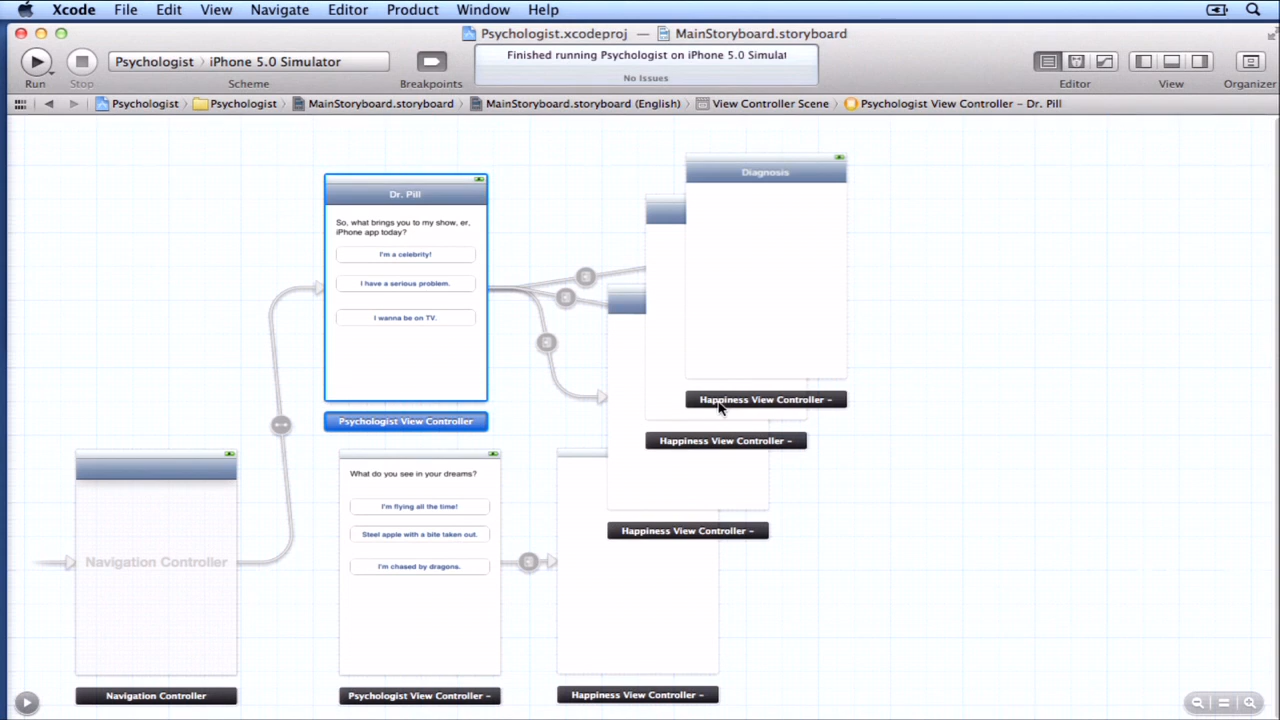 Xcode File Edit View Navigate Editor Product Window Help
Psychologist.xcodeproj — MainStoryboard.storyboard
Psychologist iPhone 5.0 Simulator
Finished running Psychologist on iPhone 5.0 Simulat
No Issues
Run Stop Scheme Breakpoints Editor View Organizer
Psychologist Psychologist MainStoryboard.storyboard MainStoryboard.storyboard (English) View Controller Scene Psychologist View Controller – Dr. Pill
Diagnosis
Dr. Pill
So, what brings you to my show, er,
iPhone app today?
I'm a celebrity!
I have a serious problem.
I wanna be on TV.
Happiness View Controller –
Psychologist View Controller
Happiness View Controller –
What do you see in your dreams?
I'm flying all the time!
Steel apple with a bite taken out.
I'm chased by dragons.
Happiness View Controller –
Navigation Controller
Navigation Controller
Psychologist View Controller –
Happiness View Controller –